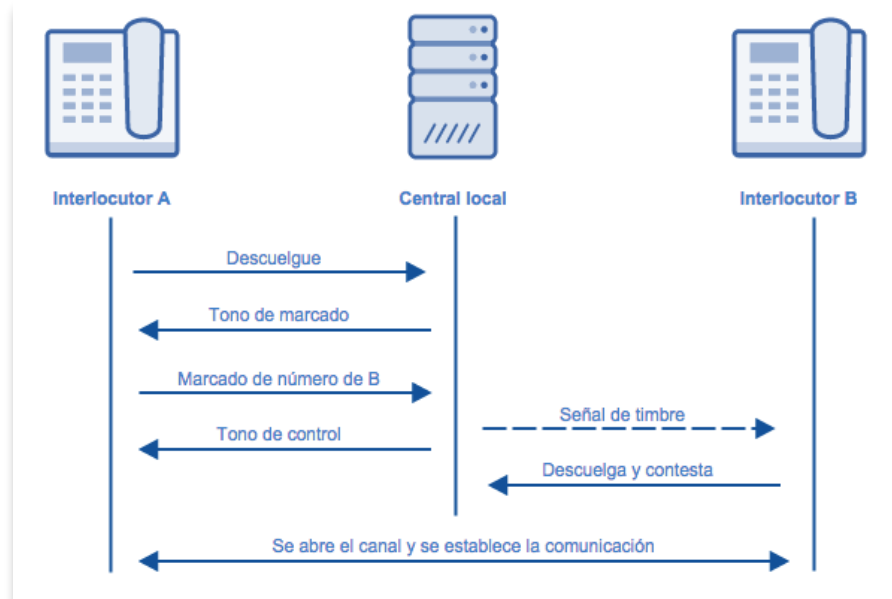 Interlocutor A
Central local
Interlocutor B
Descuelgue
Tono de marcado
Marcado de número de B
Señal de timbre
Tono de control
Descuelga y contesta
Se abre el canal y se establece la comunicación